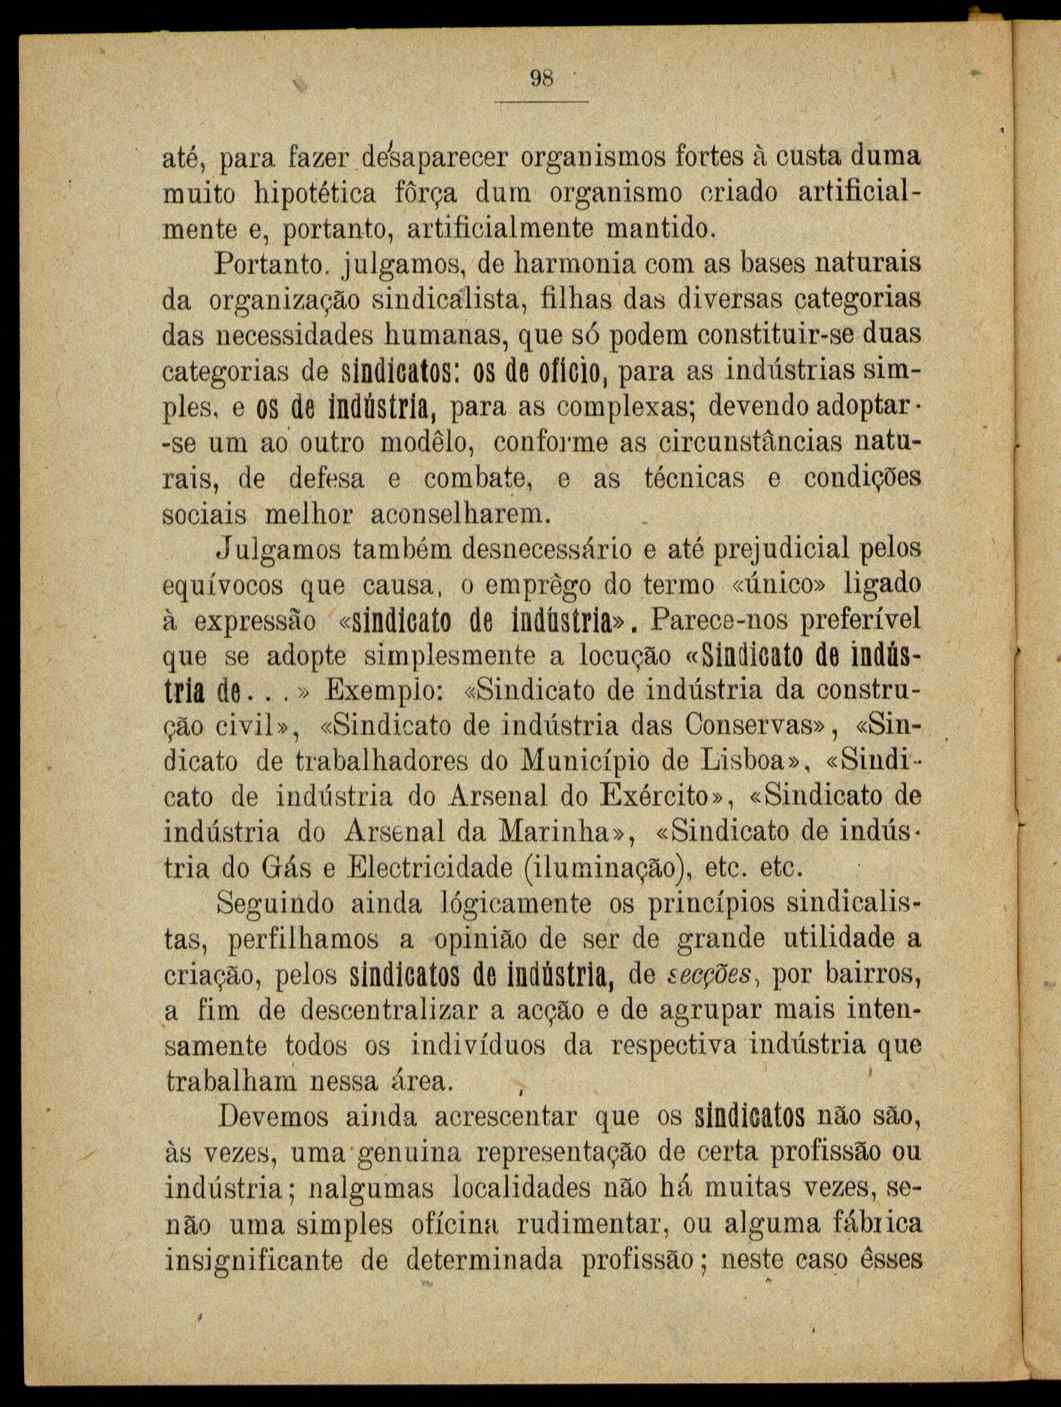 98
até, para fazer desaparecer organismos fortes à custa duma
muito hipotética fôrça dum organismo criado artificial-
mente e, portanto, artificialmente mantido.
Portanto. julgamos, de harmonia com as bases naturais
da organização sindicalista, filhas das diversas categorias
das necessidades humanas, que só podem constituir-se duas
categorias de sindicatos: os de oficio, para as indústrias sim-
ples, e os de indústria, para as complexas; devendo adoptar-
-se um ao outro modêlo, conforme as circunstâncias natu-
rais, de defesa e combate, e as técnicas e condições
sociais melhor aconselharem.
Julgamos também desnecessário e até prejudicial pelos
equívocos que causa, o emprêgo do termo «único» ligado
à expressão «sindicato de indústria». Parece-nos preferível
que se adopte simplesmente a locução «Sindicato de indús-
tria de. . . » Exemplo: «Sindicato de indústria da constru-
ção civil», «Sindicato de indústria das Conservas», «Sin-
dicato de trabalhadores do Município de Lisboa», «Sindi-
cato de indústria do Arsenal do Exército», «Sindicato de
indústria do Arsenal da Marinha», «Sindicato de indús-
tria do Gás e Electricidade (iluminação), etc. etc.
Seguindo ainda lógicamente os princípios sindicalis-
tas, perfilhamos a opinião de ser de grande utilidade a
criação, pelos sindicatos de indústria, de secções, por bairros,
a fim de descentralizar a acção e de agrupar mais inten-
samente todos os indivíduos da respectiva indústria que
trabalham nessa área.
Devemos ainda acrescentar que os sindicatos não são,
às vezes, uma genuina representação de certa profissão ou
indústria; nalgumas localidades não há muitas vezes, se-
não uma simples ofícina rudimentar, ou alguma fábrica
insignificante de determinada profissão; neste caso êsses